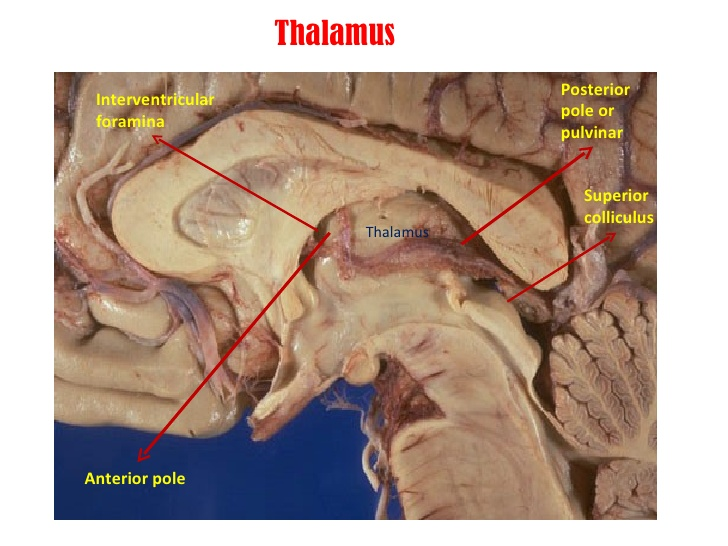 Thalamus
Interventricular
foramina
Posterior
pole or
pulvinar
Superior
colliculus
Thalamus
Anterior pole